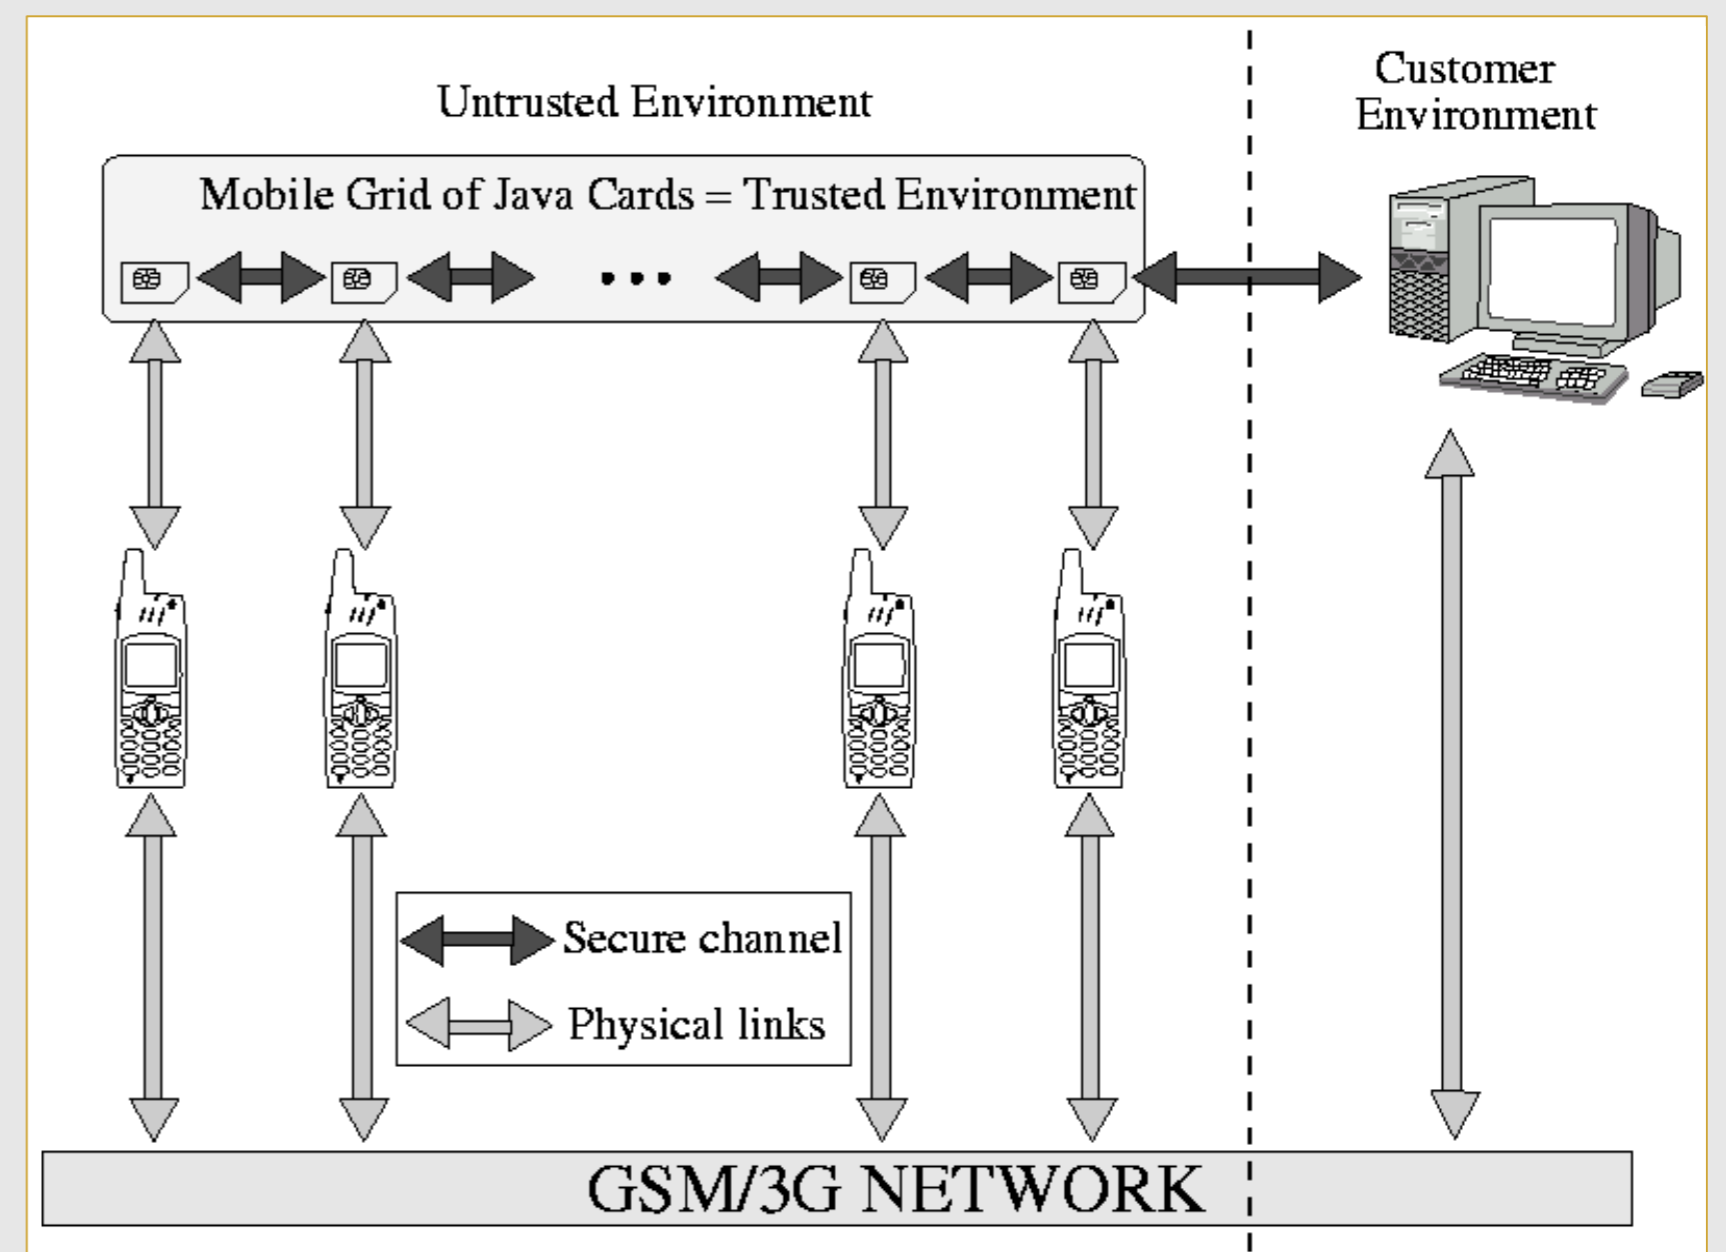 Untrusted Environment
Customer
Environment
Mobile Grid of Java Cards = Trusted Environment
Secure channel
Physical links
GSM/3G NETWORK